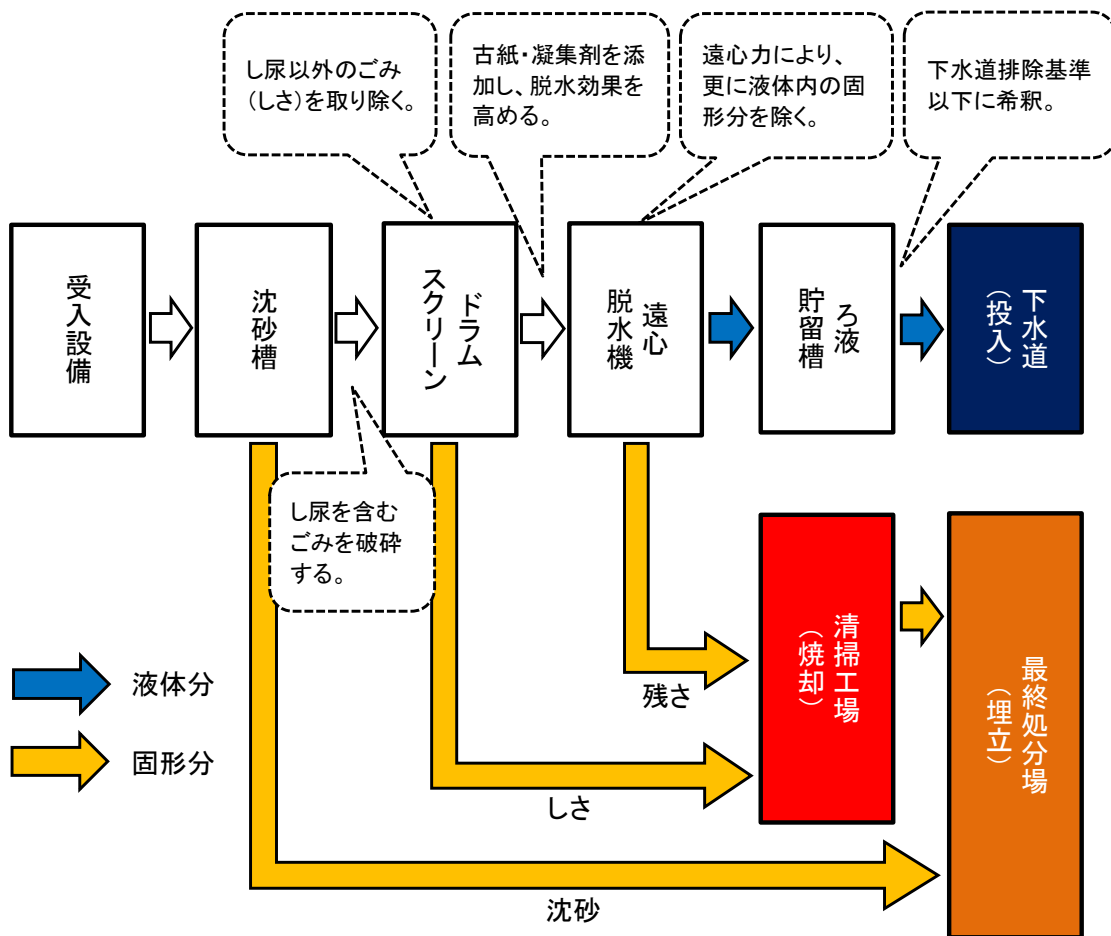 し尿以外のごみ
（しさ）を取り除く。
古紙・凝集剤を添
加し、脱水効果を
高める。
遠心力により、
更に液体内の固
形分を除く。
下水道排除基準
以下に希釈。
受入設備
沈砂槽
ドラム
スクリーン
遠心
脱水機
ろ液
貯留槽
下水道
（投入）
し尿を含む
ごみを破砕
する。
清掃工場
（焼却）
最終処分場
（埋立）
液体分
固形分
残さ
しさ
沈砂